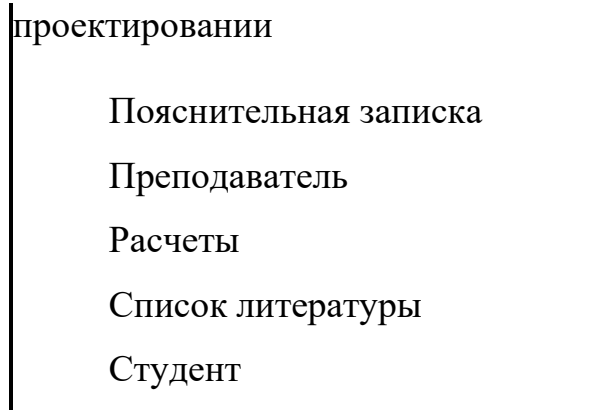 проектировании
Пояснительная записка
Преподаватель
Расчеты
Список литературы
Студент